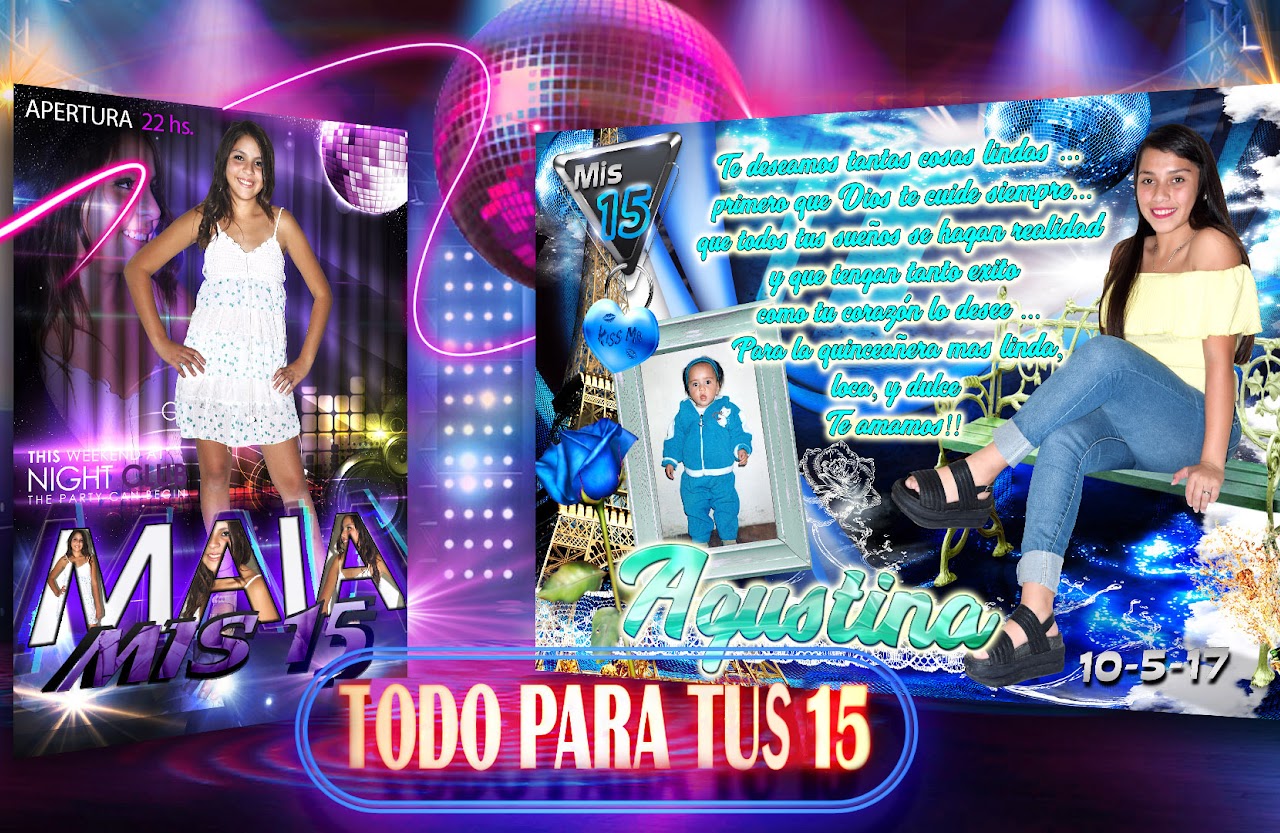 APERTURA 22 hs.
THIS WEEKEND AT
NIGHT CLUB
THE PARTY CAN BEGIN
MAIA
MIS 15
Mis
15
Kiss Me
Te deseamos tantas cosas lindas ...
primero que Dios te cuide siempre...
que todos tus sueños se hagan realidad
y que tengan tanto exito
como tu corazón lo desee ...
Para la quinceañera mas linda,
loca, y dulce
Te amamos!!
Agustina
10-5-17
TODO PARA TUS 15